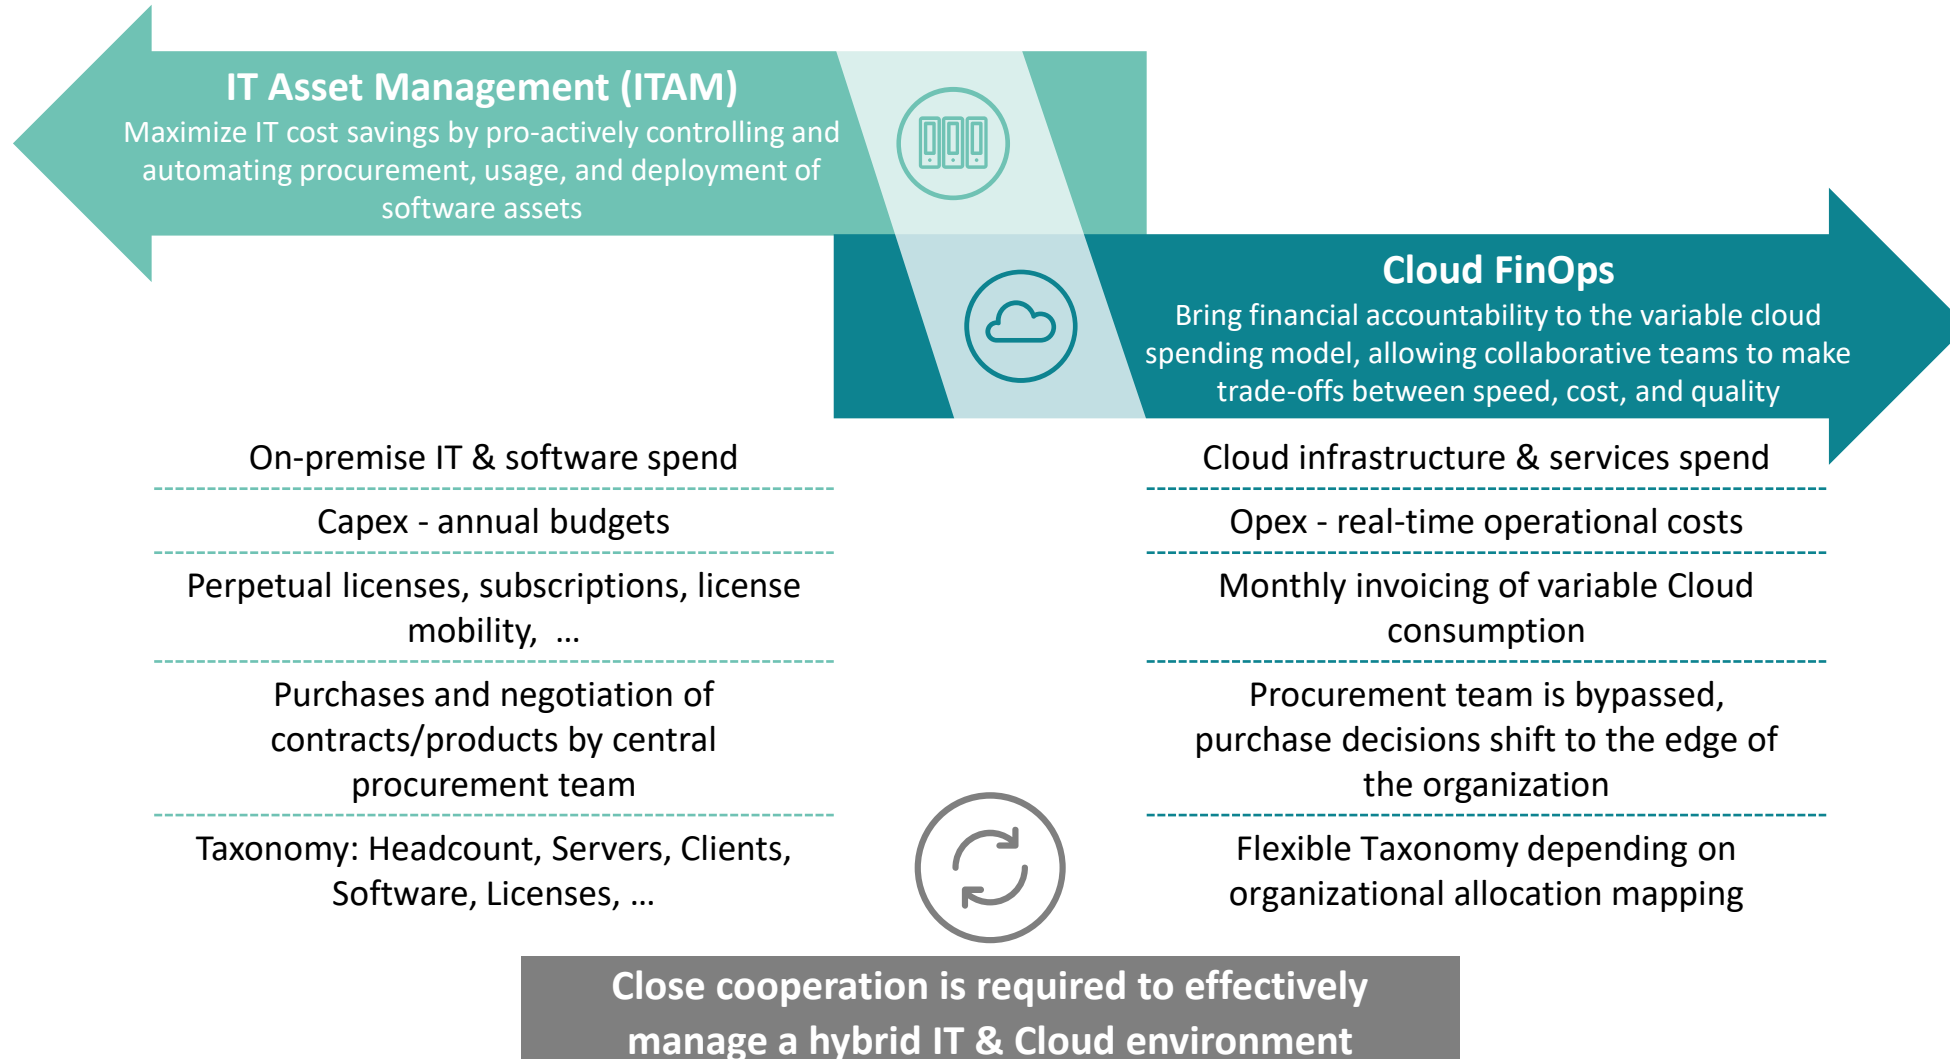 IT Asset Management (ITAM)
Maximize IT cost savings by pro-actively controlling and
automating procurement, usage, and deployment of
software assets
Cloud FinOps
Bring financial accountability to the variable cloud
spending model, allowing collaborative teams to make
trade-offs between speed, cost, and quality
On-premise IT & software spend
Capex - annual budgets
Perpetual licenses, subscriptions, license
mobility,  ...
Purchases and negotiation of
contracts/products by central
procurement team
Taxonomy: Headcount, Servers, Clients,
Software, Licenses, ...
Cloud infrastructure & services spend
Opex - real-time operational costs
Monthly invoicing of variable Cloud
consumption
Procurement team is bypassed,
purchase decisions shift to the edge of
the organization
Flexible Taxonomy depending on
organizational allocation mapping
Close cooperation is required to effectively
manage a hybrid IT & Cloud environment